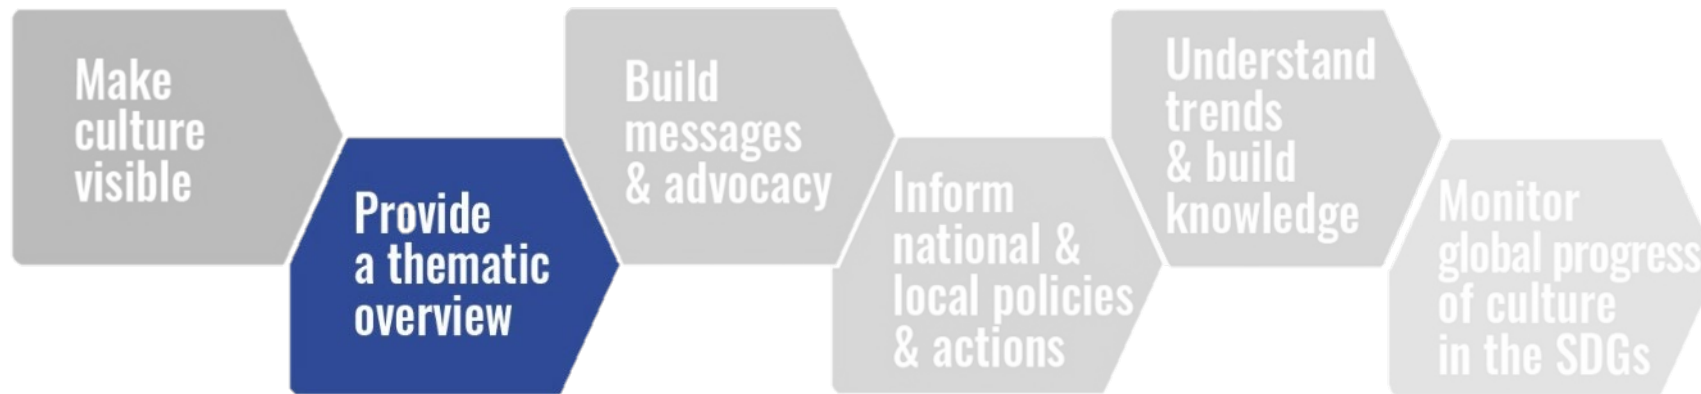 Make
culture
visible
Provide
a thematic
overview
Build
messages
& advocacy
Inform
national &
local policies
& actions
Understand
trends
& build
knowledge
Monitor
global progress
of culture
in the SDGs